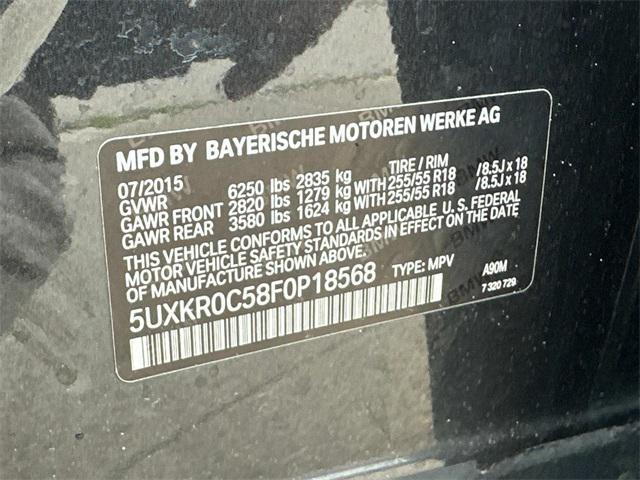 MFD BY BAYERISCHE MOTOREN WERKE AG
07/2015 TIRE / RIM
GVWR 6250 lbs 2835 kg
GAWR FRONT 2820 lbs 1279 kg WITH 255/55 R18 / 8.5J x 18
GAWR REAR 3580 lbs 1624 kg WITH 255/55 R18 / 8.5J x 18
THIS VEHICLE CONFORMS TO ALL APPLICABLE U.S. FEDERAL
MOTOR VEHICLE SAFETY STANDARDS IN EFFECT ON THE DATE
OF MANUFACTURE SHOWN ABOVE.
5UXKR0C58F0P18568 TYPE: MPV A90M
7 320 729